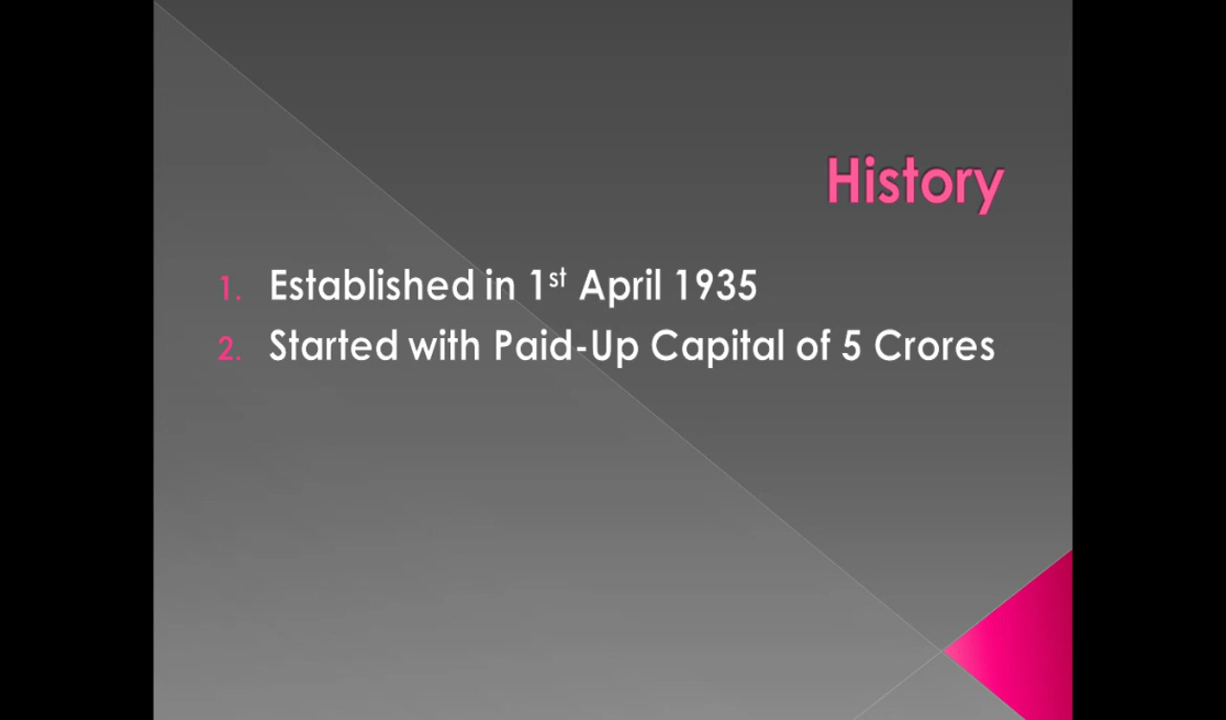 History
1. Established in 1st April 1935
2. Started with Paid-Up Capital of 5 Crores